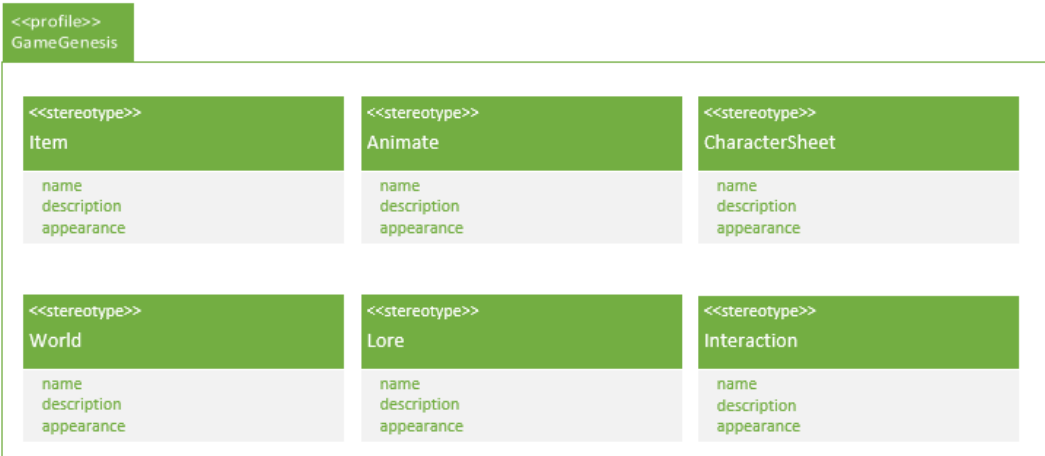 <<profile>>
GameGenesis
<<stereotype>>
Item
name
description
appearance
<<stereotype>>
Animate
name
description
appearance
<<stereotype>>
CharacterSheet
name
description
appearance
<<stereotype>>
World
name
description
appearance
<<stereotype>>
Lore
name
description
appearance
<<stereotype>>
Interaction
name
description
appearance